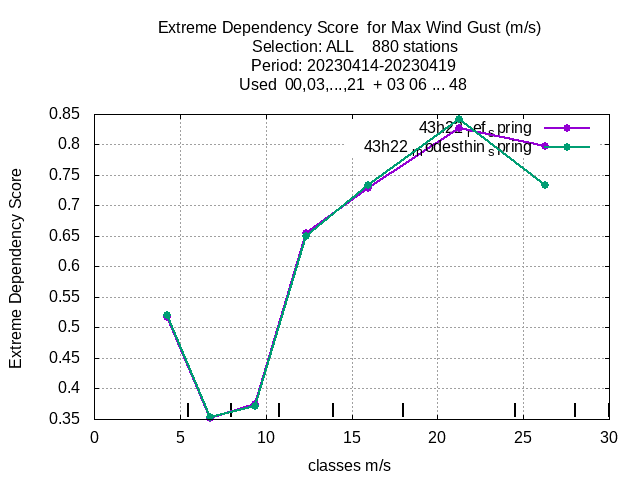 Extreme Dependency Score for Max Wind Gust (m/s)
Selection: ALL 880 stations
Period: 20230414-20230419
Used 00,03,...,21 + 03 06 ... 48
43h22_ref_spring
43h22_modesthin_spring
0.85
0.8
0.75
0.7
0.65
0.6
0.55
0.5
0.45
0.4
0.35
Extreme Dependency Score
0 5 10 15 20 25 30
classes m/s